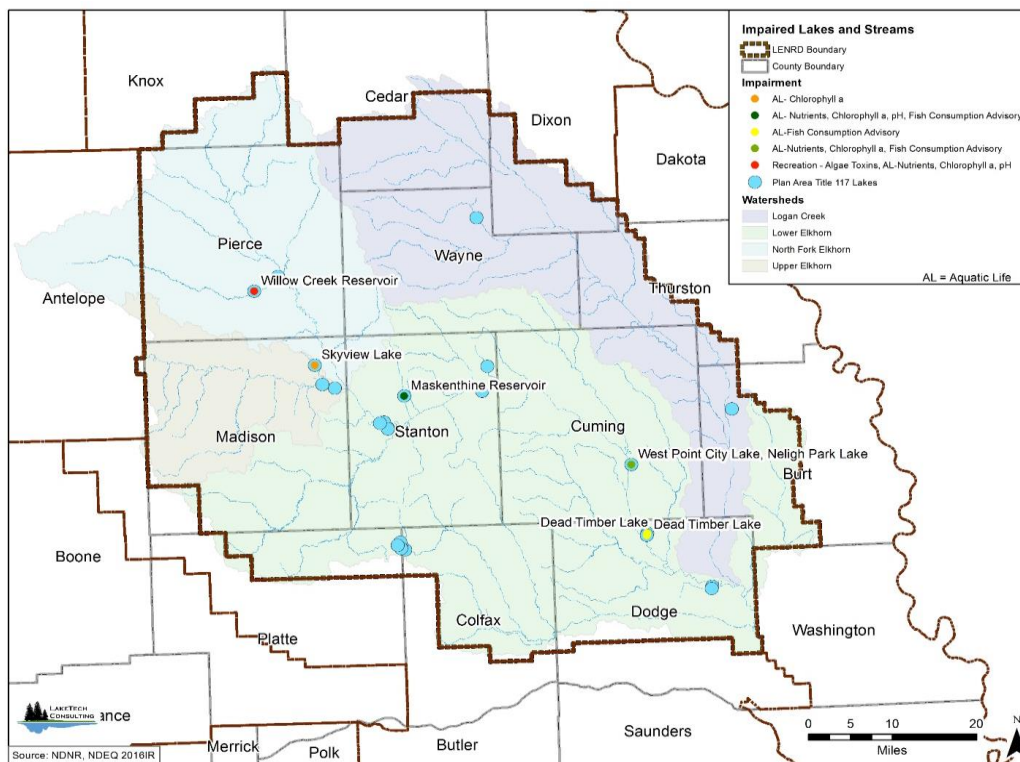 Impaired Lakes and Streams
LENRD Boundary
County Boundary
Impairment
AL- Chlorophyll a
AL- Nutrients, Chlorophyll a, pH, Fish Consumption Advisory
AL-Fish Consumption Advisory
AL-Nutrients, Chlorophyll a, Fish Consumption Advisory
Recreation - Algae Toxins, AL-Nutrients, Chlorophyll a, pH
Plan Area Title 117 Lakes
Watersheds
Logan Creek
Lower Elkhorn
North Fork Elkhorn
Upper Elkhorn
AL = Aquatic Life
Knox
Cedar
Dixon
Dakota
Pierce
Wayne
Antelope
Willow Creek Reservoir
Thurston
Skyview Lake
Maskenthine Reservoir
Madison
Stanton
Cuming
West Point City Lake, Neligh Park Lake
Burt
Dead Timber Lake
Dead Timber Lake
Boone
Colfax
Dodge
Platte
Washington
LAKETECH
CONSULTING
ance
Merrick
Polk
Butler
Saunders
0 5 10 20
Miles
N
Source: NDNR, NDEQ 2016IR